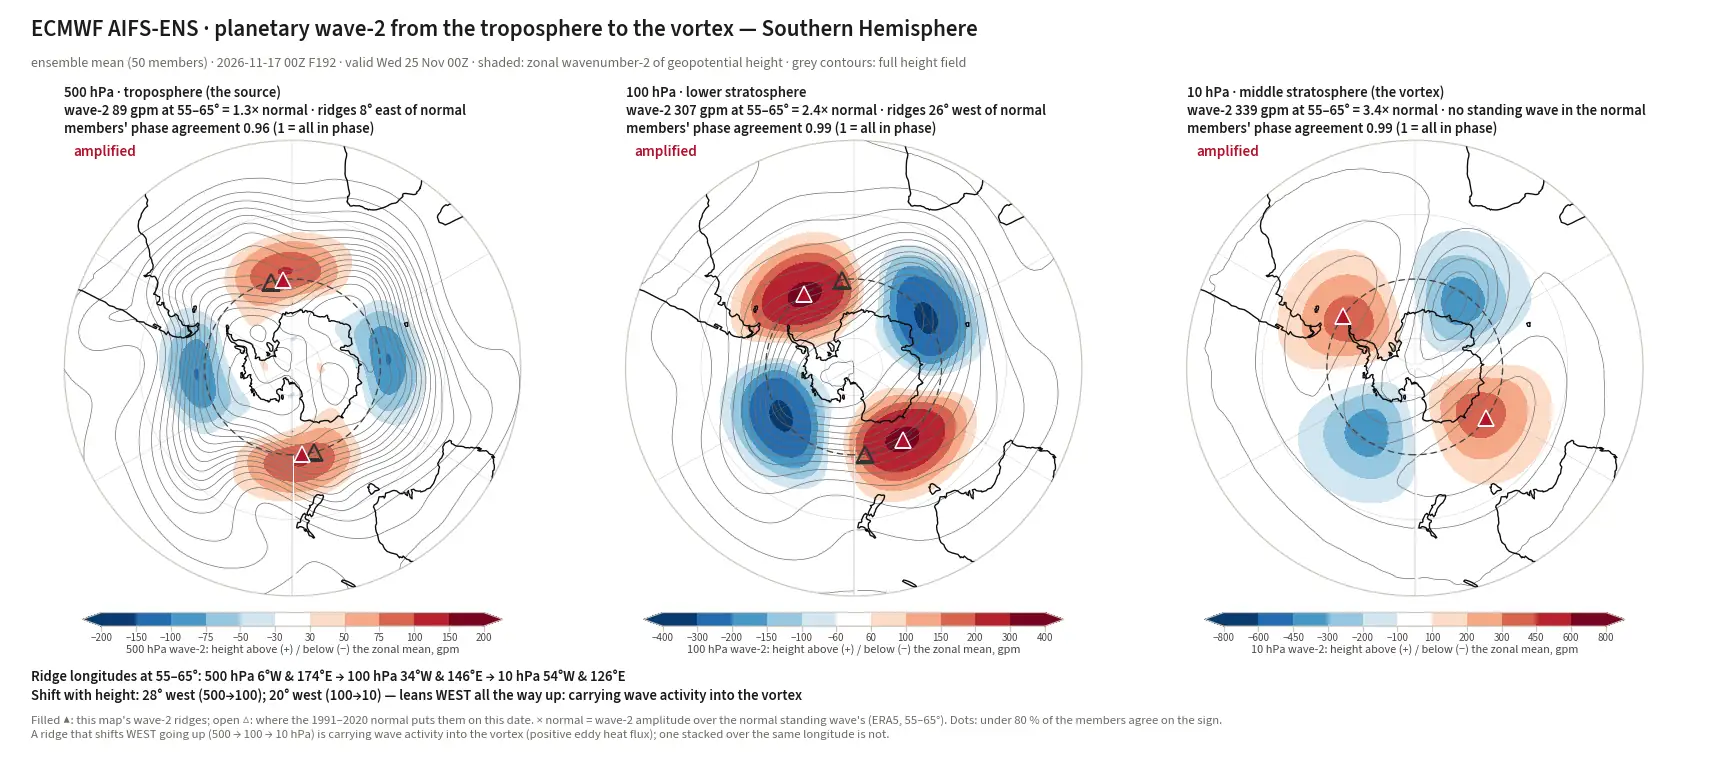 ECMWF AIFS-ENS · planetary wave-2 from the troposphere to the vortex — Southern Hemisphere
ensemble mean (50 members) · 2026-11-17 00Z F192 · valid Wed 25 Nov 00Z · shaded: zonal wavenumber-2 of geopotential height · grey contours: full height field
500 hPa · troposphere (the source)
wave-2 89 gpm at 55–65° = 1.3× normal · ridges 8° east of normal
members' phase agreement 0.96 (1 = all in phase)
amplified
100 hPa · lower stratosphere
wave-2 307 gpm at 55–65° = 2.4× normal · ridges 26° west of normal
members' phase agreement 0.99 (1 = all in phase)
amplified
10 hPa · middle stratosphere (the vortex)
wave-2 339 gpm at 55–65° = 3.4× normal · no standing wave in the normal
members' phase agreement 0.99 (1 = all in phase)
amplified
−200 −150 −100 −75 −50 −30 30 50 75 100 150 200
500 hPa wave-2: height above (+) / below (−) the zonal mean, gpm
−400 −300 −200 −150 −100 −60 60 100 150 200 300 400
100 hPa wave-2: height above (+) / below (−) the zonal mean, gpm
−800 −600 −450 −300 −200 −100 100 200 300 450 600 800
10 hPa wave-2: height above (+) / below (−) the zonal mean, gpm
Ridge longitudes at 55–65°: 500 hPa 6°W & 174°E → 100 hPa 34°W & 146°E → 10 hPa 54°W & 126°E
Shift with height: 28° west (500→100); 20° west (100→10) — leans WEST all the way up: carrying wave activity into the vortex
Filled ▲: this map's wave-2 ridges; open △: where the 1991–2020 normal puts them on this date. × normal = wave-2 amplitude over the normal standing wave's (ERA5, 55–65°). Dots: under 80 % of the members agree on the sign.
A ridge that shifts WEST going up (500 → 100 → 10 hPa) is carrying wave activity into the vortex (positive eddy heat flux); one stacked over the same longitude is not.